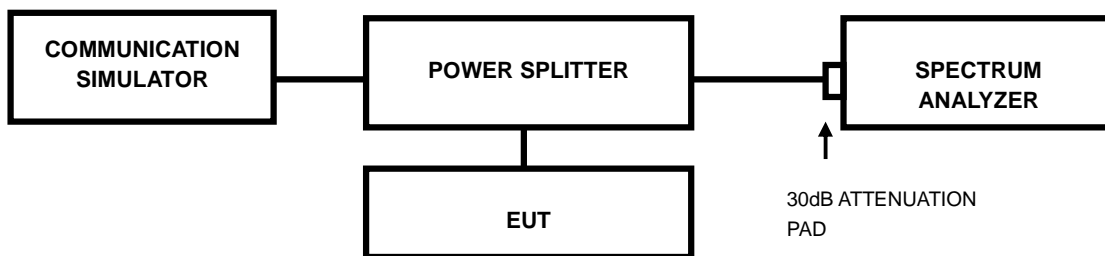 COMMUNICATION
SIMULATOR
POWER SPLITTER
SPECTRUM
ANALYZER
EUT
30dB ATTENUATION
PAD